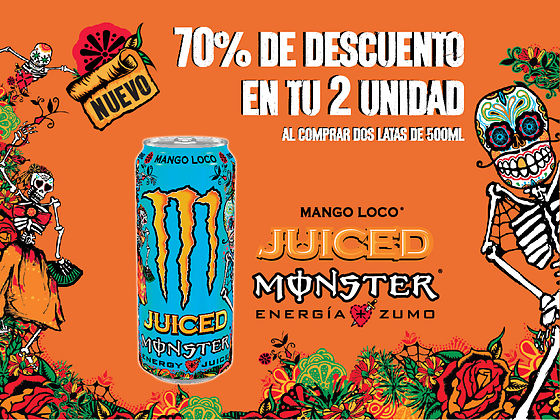 NUEVO
70% DE DESCUENTO
EN TU 2 UNIDAD
AL COMPRAR DOS LATAS DE 500ML
MANGO LOCO
JUICED
MONSTER
ENERGY + JUICE
MANGO LOCO®
JUICED
MONSTER®
ENERGÍA + ZUMO